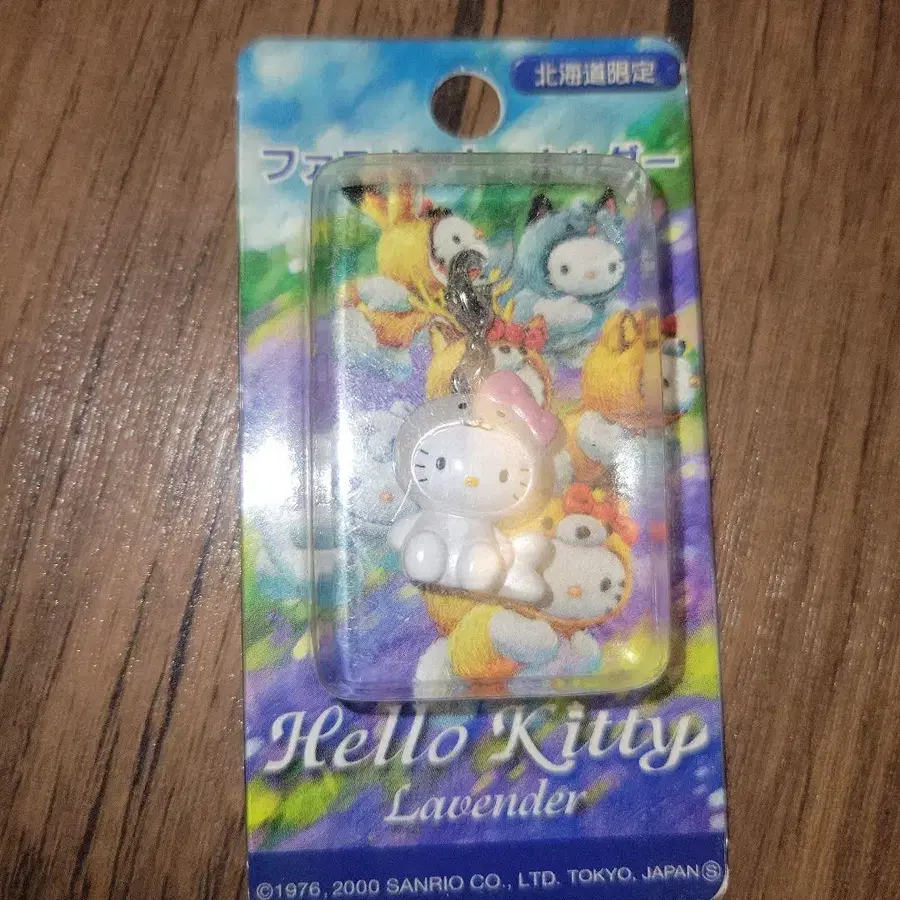 北海道限定
Hello Kitty
Lavender
©1976, 2000 SANRIO CO., LTD. TOKYO, JAPAN Ⓢ